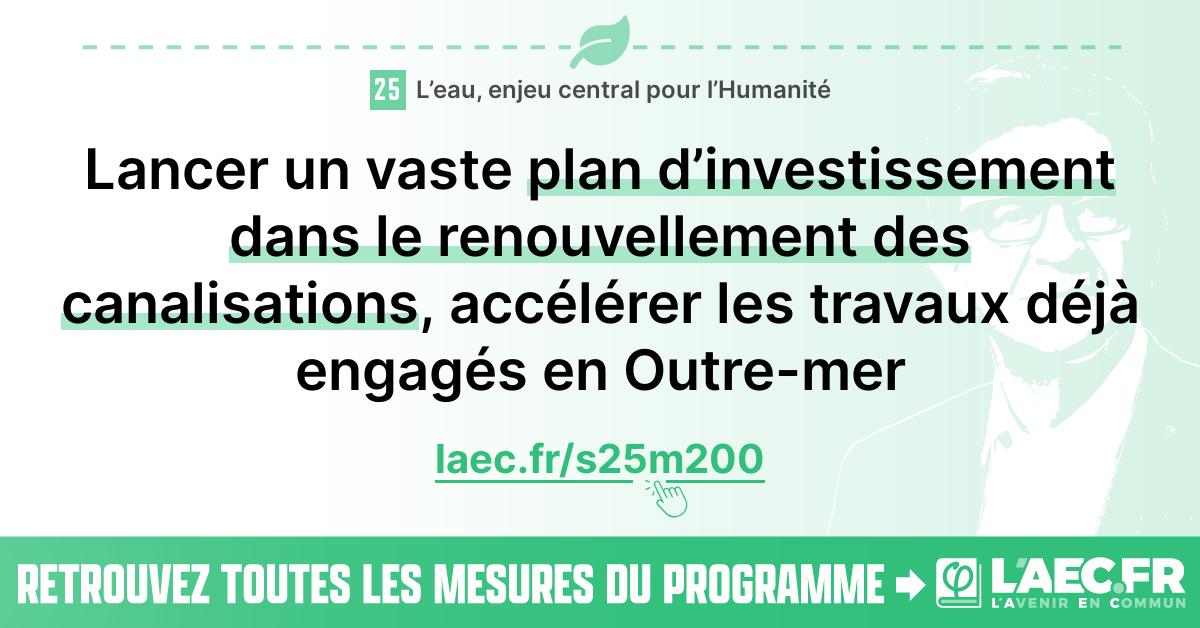 25 L’eau, enjeu central pour l’Humanité
Lancer un vaste plan d’investissement
dans le renouvellement des
canalisations, accélérer les travaux déjà
engagés en Outre-mer
laec.fr/s25m200
RETROUVEZ TOUTES LES MESURES DU PROGRAMME φ L'AEC.FR
L'AVENIR EN COMMUN